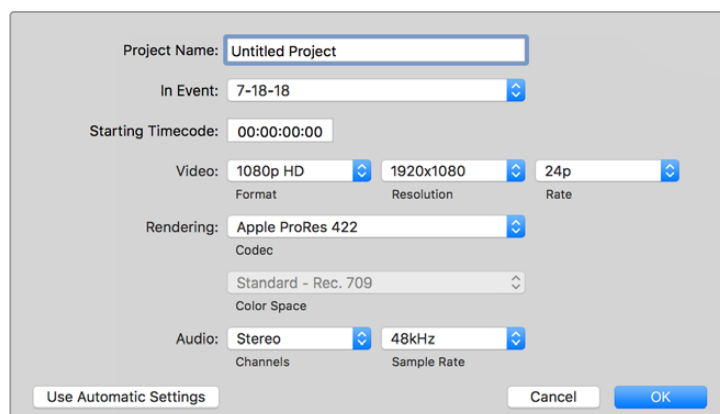 Project Name: Untitled Project
In Event: 7-18-18
Starting Timecode: 00:00:00:00
Video: 1080p HD 1920x1080 24p
Format Resolution Rate
Rendering: Apple ProRes 422
Codec
Standard - Rec. 709
Color Space
Audio: Stereo 48kHz
Channels Sample Rate
Use Automatic Settings Cancel OK